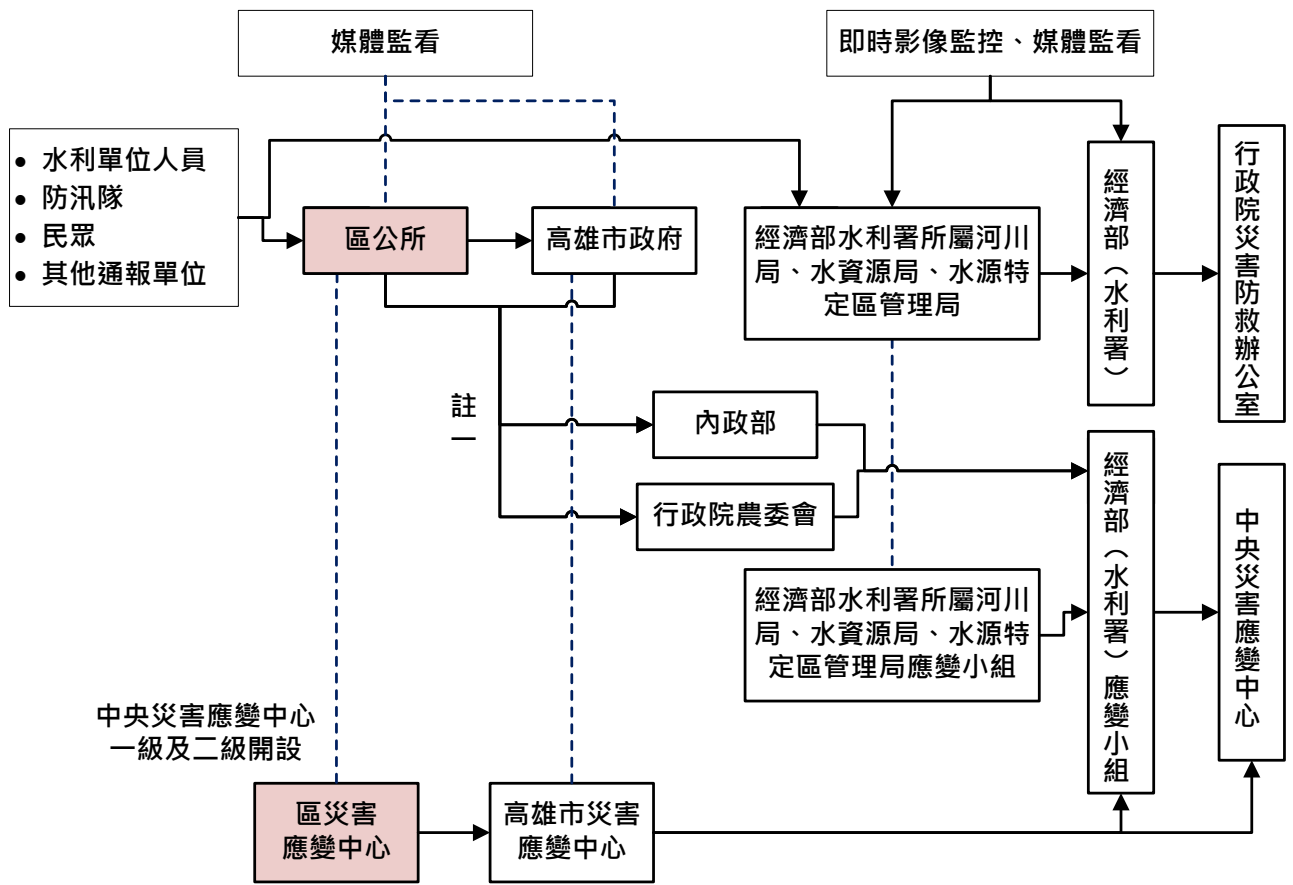 媒體監看
即時影像監控、媒體監看
• 水利單位人員
• 防汛隊
• 民眾
• 其他通報單位
區公所
高雄市政府
經濟部水利署所屬河川
局、水資源局、水源特
定區管理局
經濟部（水利署）
行政院災害防救辦公室
註一
內政部
行政院農委會
經濟部水利署所屬河川
局、水資源局、水源特
定區管理局應變小組
經濟部（水利署）應變小組
中央災害應變中心
中央災害應變中心
一級及二級開設
區災害
應變中心
高雄市災害
應變中心